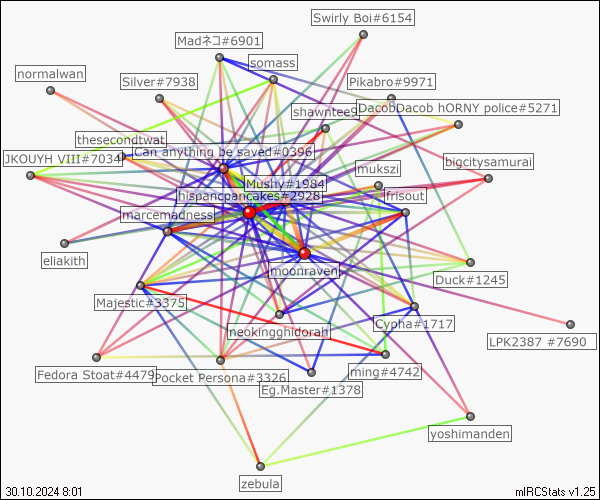 Swirly Boi#6154
Madネコ#6901
somass
normalwan
Silver#7938
Pikabro#9971
shawntees
DacobDacob hORNY police#5271
thesecondtwat
Can anything be saved#0396
JKOUYH VIII#7034
bigcitysamurai
mukszi
Mushy#1984
hispancpancakes#2928
frisout
marcemadness
eliakith
moonraven
Duck#1245
Majestic#3375
Cypha#1717
neokingghidorah
LPK2387 #7690
Fedora Stoat#4479
Pocket Persona#3326
ming#4742
Eg.Master#1378
yoshimanden
zebula
30.10.2024 8:01
mIRCStats v1.25